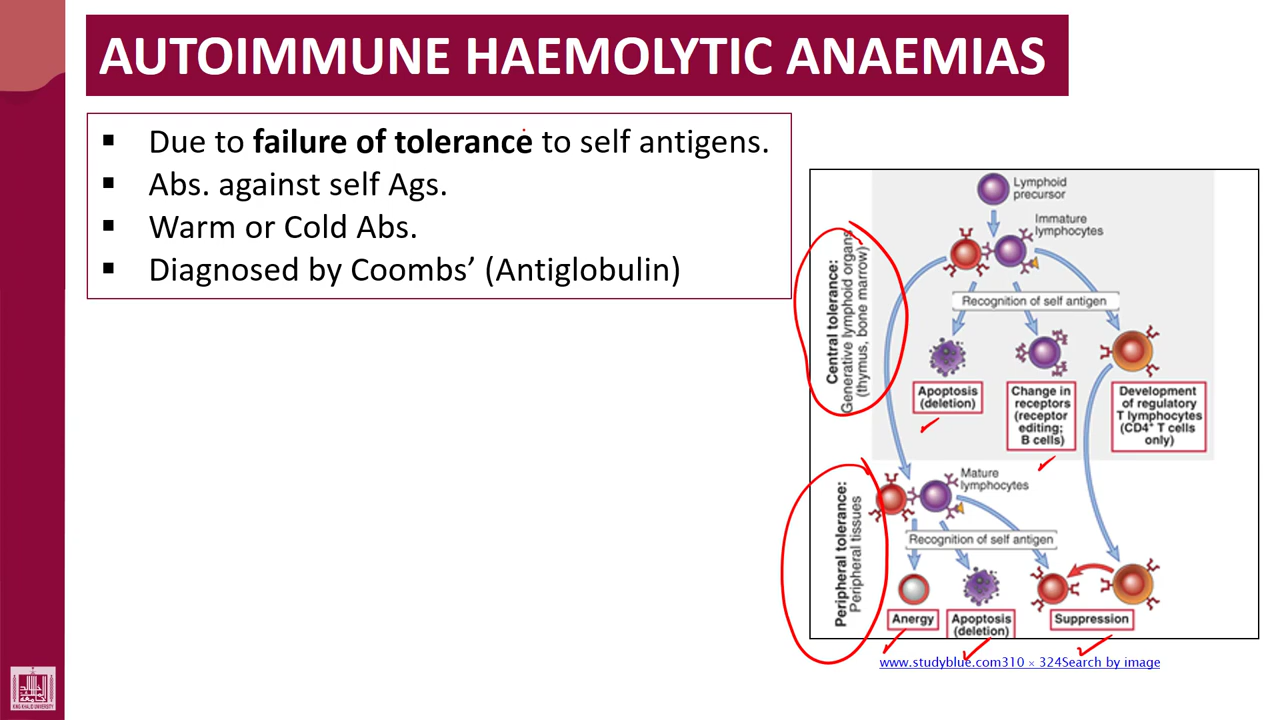 AUTOIMMUNE HAEMOLYTIC ANAEMIAS
▪ Due to failure of tolerance to self antigens.
▪ Abs. against self Ags.
▪ Warm or Cold Abs.
▪ Diagnosed by Coombs’ (Antiglobulin)
Lymphoid
precursor
Immature
lymphocytes
Central tolerance:
Generative lymphoid organs
(thymus, bone marrow)
Recognition of self antigen
Apoptosis
(deletion)
Change in
receptors
(receptor
editing;
B cells)
Development
of regulatory
T lymphocytes
(CD4+ T cells
only)
Peripheral tolerance:
Peripheral tissues
Mature
lymphocytes
Recognition of self antigen
Anergy
Apoptosis
(deletion)
Suppression
www.studyblue.com310 × 324Search by image
KING KHALID UNIVERSITY